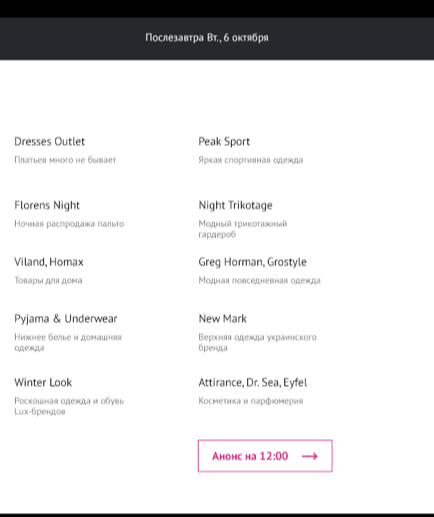 Послезавтра Вт., 6 октября
Dresses Outlet
Платьев много не бывает
Peak Sport
Яркая спортивная одежда
Florens Night
Ночная распродажа пальто
Night Trikotage
Модный трикотажный
гардероб
Viland, Homax
Товары для дома
Greg Horman, Grostyle
Модная повседневная одежда
Pyjama & Underwear
Нижнее белье и домашняя
одежда
New Mark
Верхняя одежда украинского
бренда
Winter Look
Роскошная одежда и обувь
Lux-брендов
Attirance, Dr. Sea, Eyfel
Косметика и парфюмерия
Анонс на 12:00 →